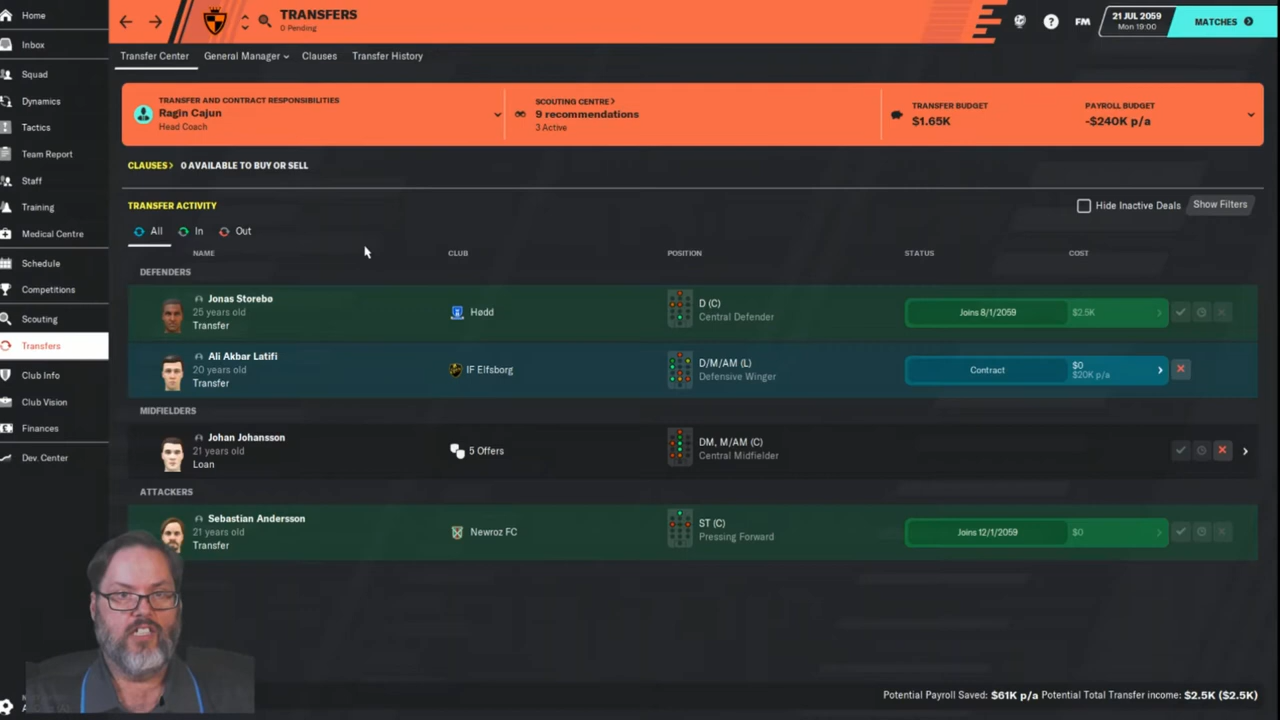 Home
Inbox
Squad
Dynamics
Tactics
Team Report
Staff
Training
Medical Centre
Schedule
Competitions
Scouting
Transfers
Club Info
Club Vision
Finances
Dev. Center
TRANSFERS
0 Pending
FM
21 JUL 2059
Mon 19:00
MATCHES
Transfer Center
General Manager
Clauses
Transfer History
TRANSFER AND CONTRACT RESPONSIBILITIES
Ragin Cajun
Head Coach
SCOUTING CENTRE >
9 recommendations
3 Active
TRANSFER BUDGET
$1.65K
PAYROLL BUDGET
-$240K p/a
CLAUSES > 0 AVAILABLE TO BUY OR SELL
TRANSFER ACTIVITY
Hide Inactive Deals
Show Filters
All In Out
NAME CLUB POSITION STATUS COST
DEFENDERS
Jonas Storebo
25 years old
Transfer
Hødd
D (C)
Central Defender
Joins 8/1/2059
$2.5K
Ali Akbar Latifi
20 years old
Transfer
IF Elfsborg
D/M/AM (L)
Defensive Winger
Contract
$0
$20K p/a
MIDFIELDERS
Johan Johansson
21 years old
Loan
5 Offers
DM, M/AM (C)
Central Midfielder
ATTACKERS
Sebastian Andersson
21 years old
Transfer
Newroz FC
ST (C)
Pressing Forward
Joins 12/1/2059
$0
Potential Payroll Saved: $61K p/a Potential Total Transfer income: $2.5K ($2.5K)